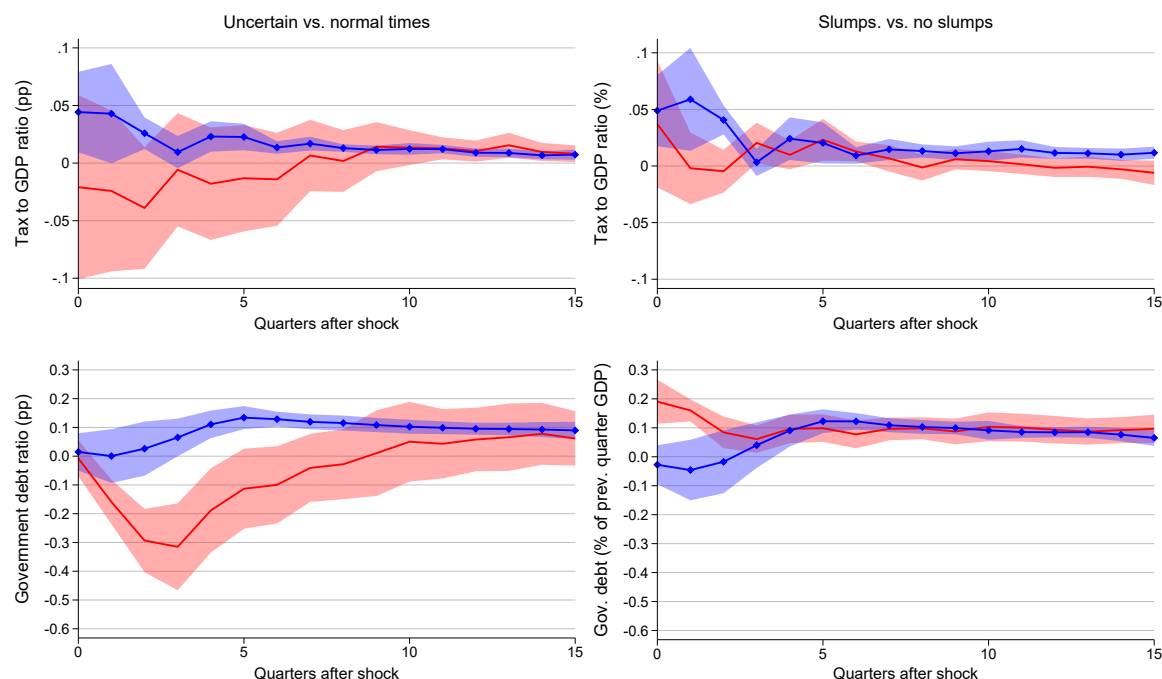 Uncertain vs. normal times
Tax to GDP ratio (pp)
.1
.05
0
-.05
-.1
0 5 10 15
Quarters after shock
Slumps. vs. no slumps
Tax to GDP ratio (%)
.1
.05
0
-.05
-.1
0 5 10 15
Quarters after shock
Government debt ratio (pp)
0.3
0.2
0.1
0.0
-0.1
-0.2
-0.3
-0.4
-0.5
-0.6
0 5 10 15
Quarters after shock
Gov. debt (% of prev. quarter GDP)
0.3
0.2
0.1
0.0
-0.1
-0.2
-0.3
-0.4
-0.5
-0.6
0 5 10 15
Quarters after shock